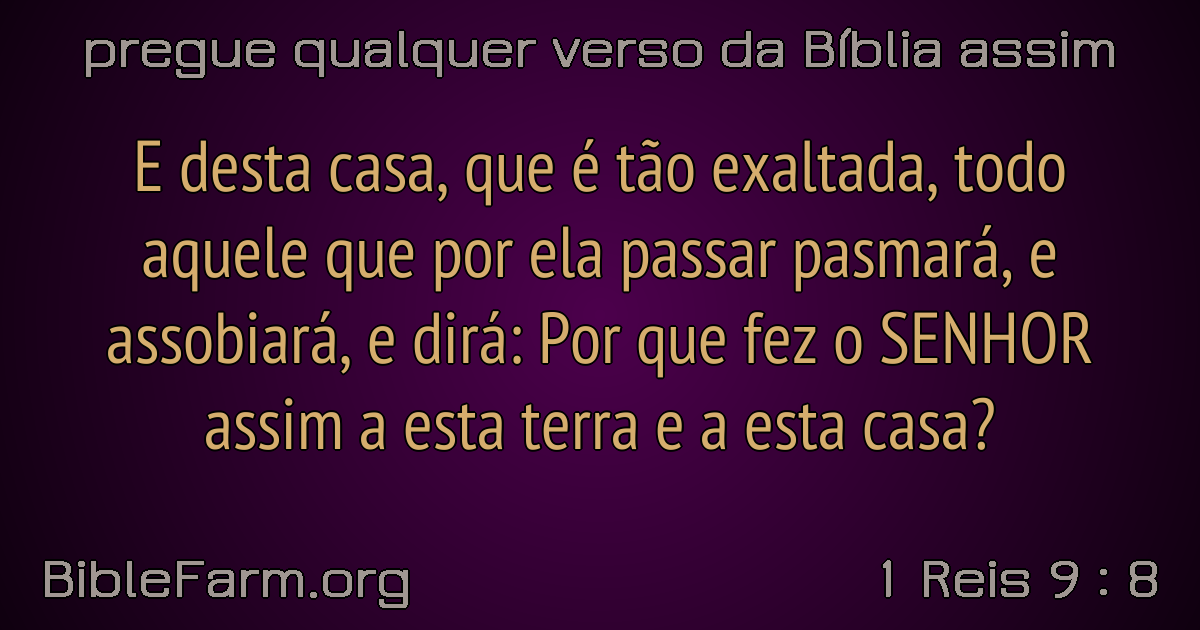 pregue qualquer verso da Bíblia assim
E desta casa, que é tão exaltada, todo
aquele que por ela passar pasmará, e
assobiará, e dirá: Por que fez o SENHOR
assim a esta terra e a esta casa?
BibleFarm.org
1 Reis 9 : 8